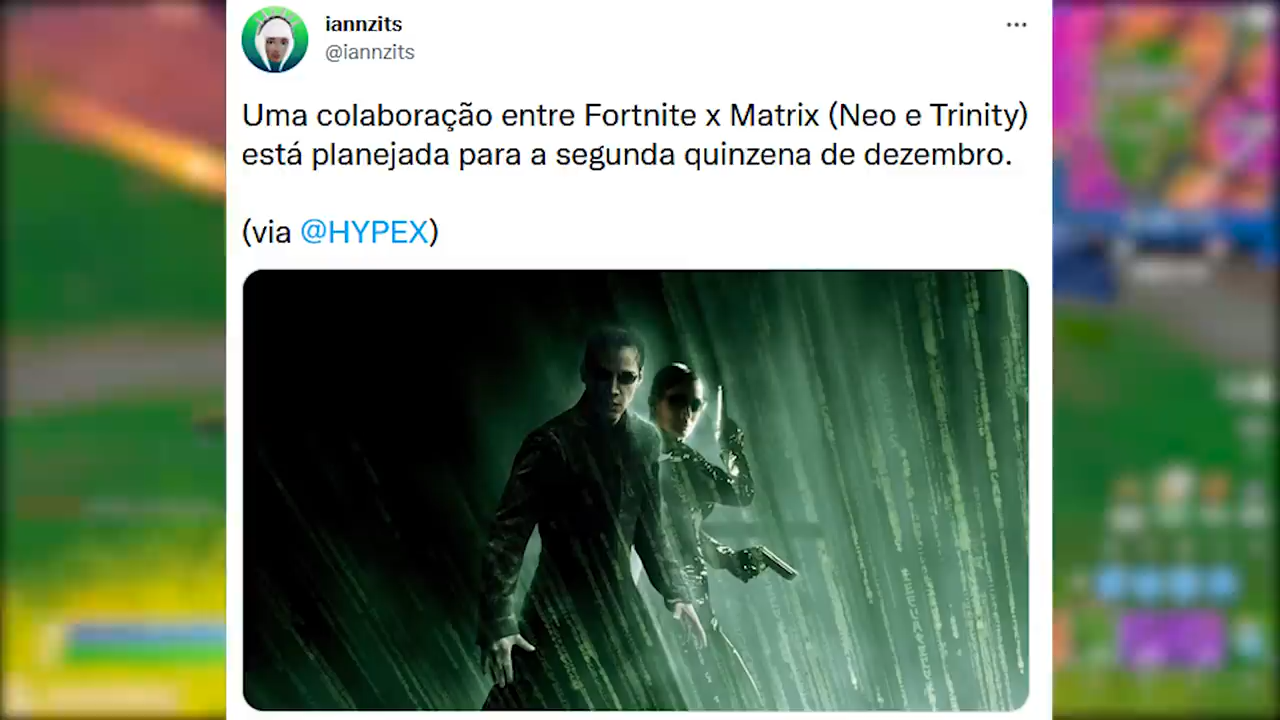 iannzits
@iannzits
Uma colaboração entre Fortnite x Matrix (Neo e Trinity)
está planejada para a segunda quinzena de dezembro.
(via @HYPEX)